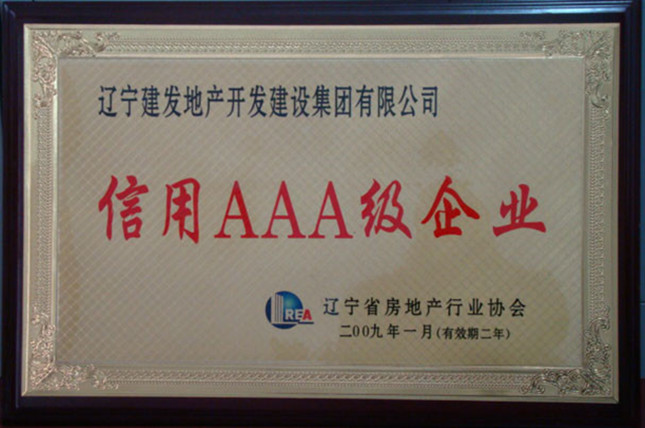 辽宁建发地产开发建设集团有限公司
信用AAA级企业
REA
辽宁省房地产行业协会
二00九年一月(有效期二年)